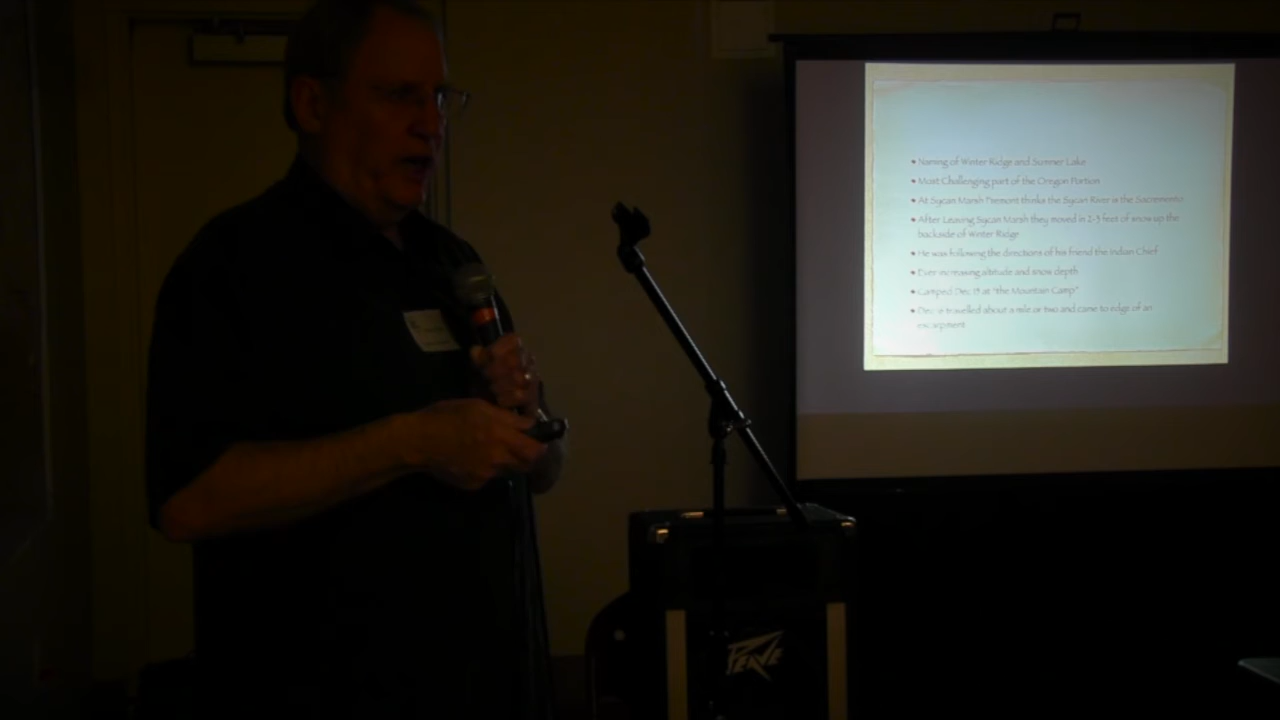 • Naming of Winter Ridge and Summer Lake
• Most Challenging part of the Oregon Portion
• At Sycan Marsh Fremont thinks the Sycan River is the Sacramento
• After Leaving Sycan Marsh they moved in 2-3 feet of snow up the
backside of Winter Ridge
• He was following the directions of his friend the Indian Chief
• Ever increasing altitude and snow depth
• Camped Dec 15 at "the Mountain Camp"
• Dec travelled about a mile or two and came to edge of an
escarpment
PEAVEY